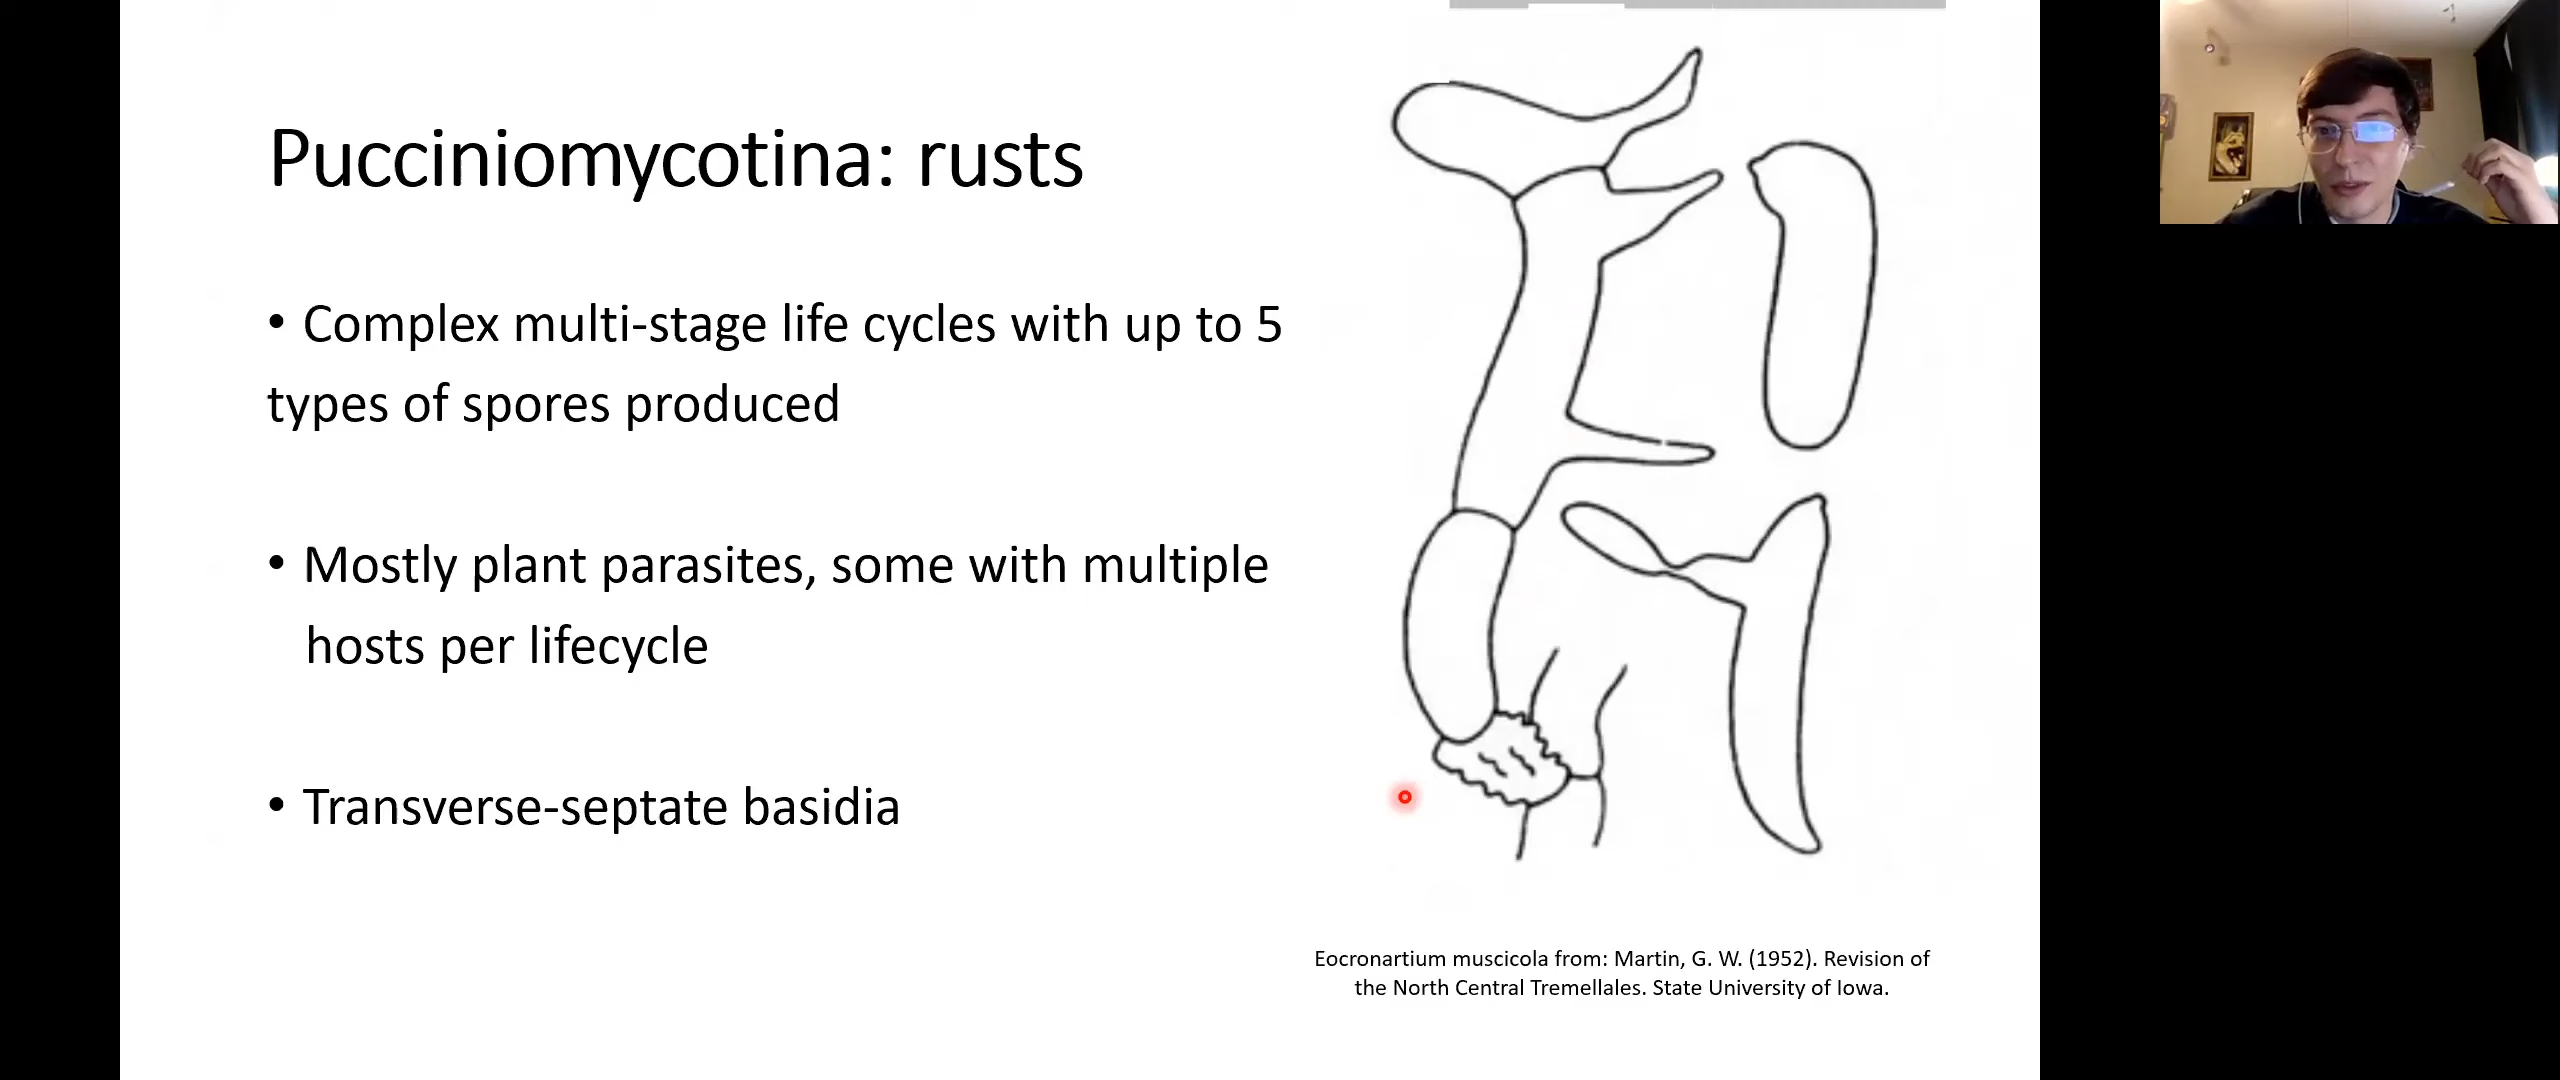 Pucciniomycotina: rusts
• Complex multi-stage life cycles with up to 5
types of spores produced
• Mostly plant parasites, some with multiple
hosts per lifecycle
• Transverse-septate basidia
Eocronartium muscicola from: Martin, G. W. (1952). Revision of
the North Central Tremellales. State University of Iowa.